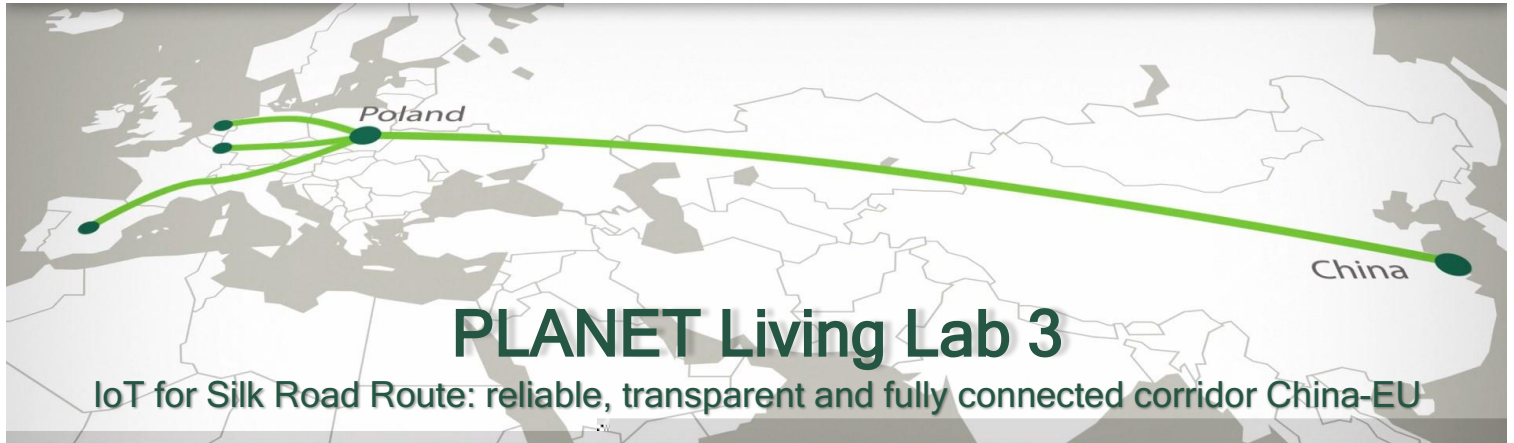 Poland
China
PLANET Living Lab 3
IoT for Silk Road Route: reliable, transparent and fully connected corridor China-EU